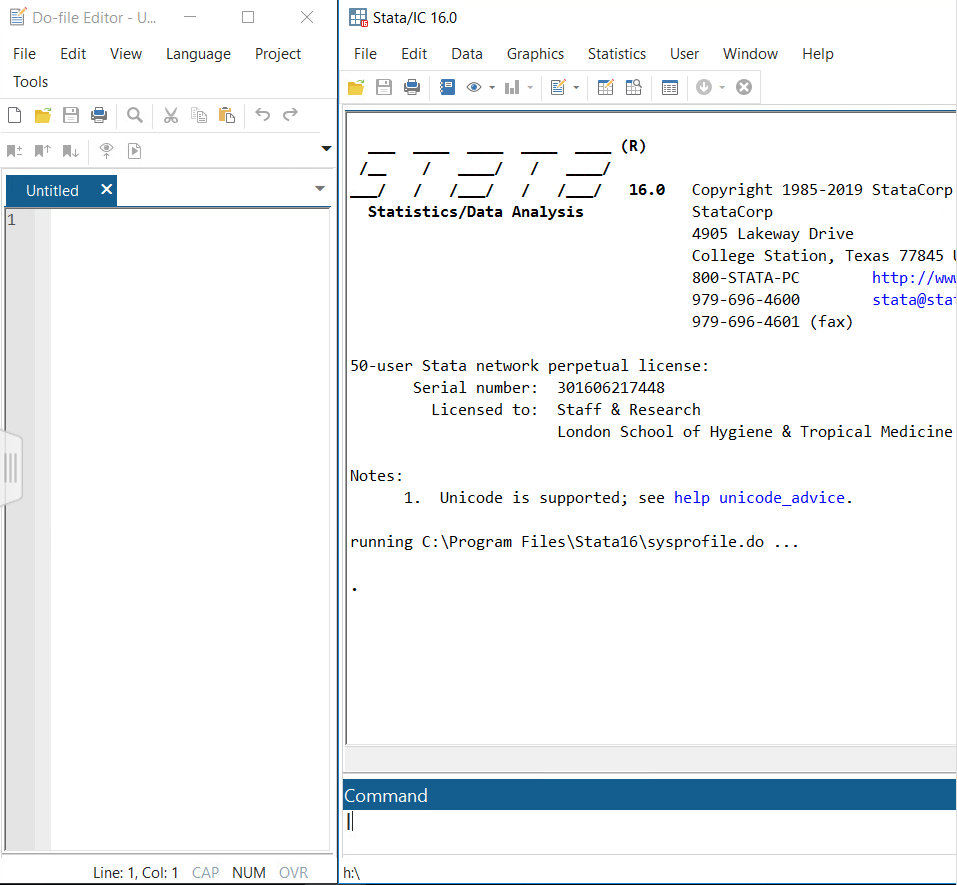 Do-file Editor - U...
File Edit View Language Project
Tools
Untitled
1
Line: 1, Col: 1 CAP NUM OVR
Stata/IC 16.0
File Edit Data Graphics Statistics User Window Help
(R)
16.0 Copyright 1985-2019 StataCorp
Statistics/Data Analysis StataCorp
4905 Lakeway Drive
College Station, Texas 77845
800-STATA-PC http://www
979-696-4600 stata@stat
979-696-4601 (fax)
50-user Stata network perpetual license:
Serial number: 301606217448
Licensed to: Staff & Research
London School of Hygiene & Tropical Medicine
Notes:
1. Unicode is supported; see help unicode_advice.
running C:\Program Files\Stata16\sysprofile.do ...
.
Command
h:\